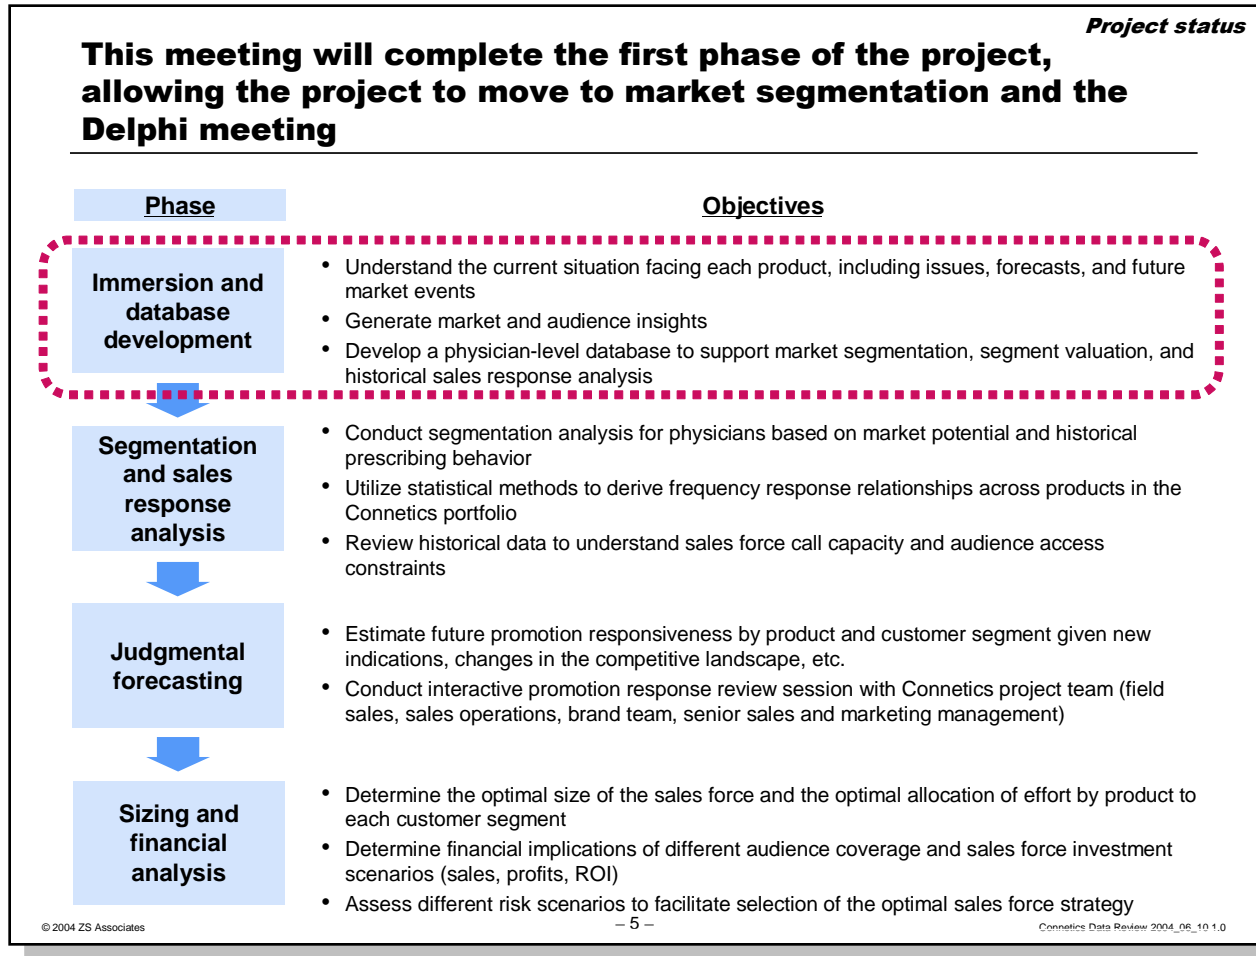 Project status
This meeting will complete the first phase of the project,
allowing the project to move to market segmentation and the
Delphi meeting
Phase
Objectives
Immersion and
database
development
• Understand the current situation facing each product, including issues, forecasts, and future
market events
• Generate market and audience insights
• Develop a physician-level database to support market segmentation, segment valuation, and
historical sales response analysis
Segmentation
and sales
response
analysis
• Conduct segmentation analysis for physicians based on market potential and historical
prescribing behavior
• Utilize statistical methods to derive frequency response relationships across products in the
Connetics portfolio
• Review historical data to understand sales force call capacity and audience access
constraints
Judgmental
forecasting
• Estimate future promotion responsiveness by product and customer segment given new
indications, changes in the competitive landscape, etc.
• Conduct interactive promotion response review session with Connetics project team (field
sales, sales operations, brand team, senior sales and marketing management)
Sizing and
financial
analysis
• Determine the optimal size of the sales force and the optimal allocation of effort by product to
each customer segment
• Determine financial implications of different audience coverage and sales force investment
scenarios (sales, profits, ROI)
• Assess different risk scenarios to facilitate selection of the optimal sales force strategy
© 2004 ZS Associates
– 5 –
Connetics Data Review 2004_06_10 1.0